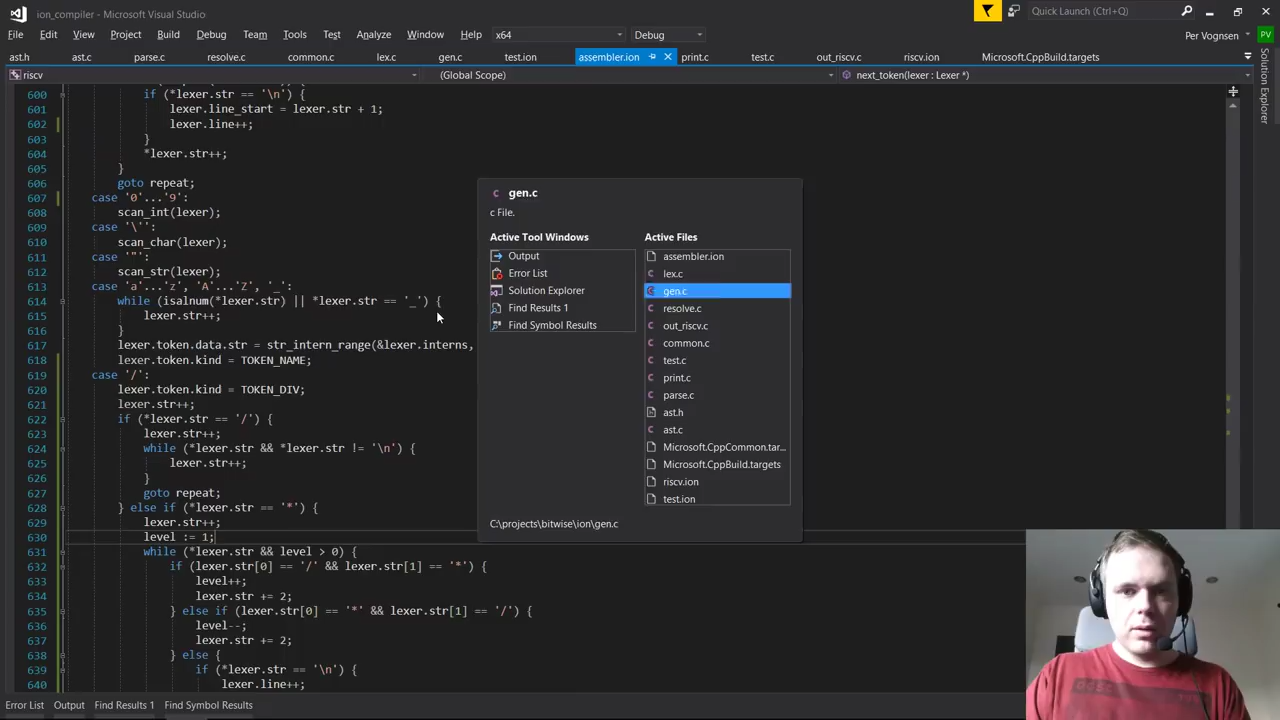 ion_compiler - Microsoft Visual Studio
Quick Launch (Ctrl+Q)
File Edit View Project Build Debug Team Tools Test Analyze Window Help x64 Debug
Per Vognsen PV
ast.h ast.c parse.c resolve.c common.c lex.c gen.c test.ion assembler.ion print.c test.c out_riscv.c riscv.ion Microsoft.CppBuild.targets
riscv (Global Scope) next_token(lexer : Lexer *)
Solution Explorer
600 if (*lexer.str == '\n') {
601 lexer.line_start = lexer.str + 1;
602 lexer.line++;
603 }
604 *lexer.str++;
605 }
606 goto repeat;
607 case '0'...'9':
608 scan_int(lexer);
609 case '\'':
610 scan_char(lexer);
611 case '"':
612 scan_str(lexer);
613 case 'a'...'z', 'A'...'Z', '_':
614 while (isalnum(*lexer.str) || *lexer.str == '_') {
615 lexer.str++;
616 }
617 lexer.token.data.str = str_intern_range(&lexer.interns,
618 lexer.token.kind = TOKEN_NAME;
619 case '/':
620 lexer.token.kind = TOKEN_DIV;
621 lexer.str++;
622 if (*lexer.str == '/') {
623 lexer.str++;
624 while (*lexer.str && *lexer.str != '\n') {
625 lexer.str++;
626 }
627 goto repeat;
628 } else if (*lexer.str == '*') {
629 lexer.str++;
630 level := 1;
631 while (*lexer.str && level > 0) {
632 if (lexer.str[0] == '/' && lexer.str[1] == '*') {
633 level++;
634 lexer.str += 2;
635 } else if (lexer.str[0] == '*' && lexer.str[1] == '/') {
636 level--;
637 lexer.str += 2;
638 } else {
639 if (*lexer.str == '\n') {
640 lexer.line++;
gen.c
c File.
Active Tool Windows
Output
Error List
Solution Explorer
Find Results 1
Find Symbol Results
Active Files
assembler.ion
lex.c
gen.c
resolve.c
out_riscv.c
common.c
test.c
print.c
parse.c
ast.h
ast.c
Microsoft.CppCommon.tar...
Microsoft.CppBuild.targets
riscv.ion
test.ion
C:\projects\bitwise\ion\gen.c
Error List Output Find Results 1 Find Symbol Results